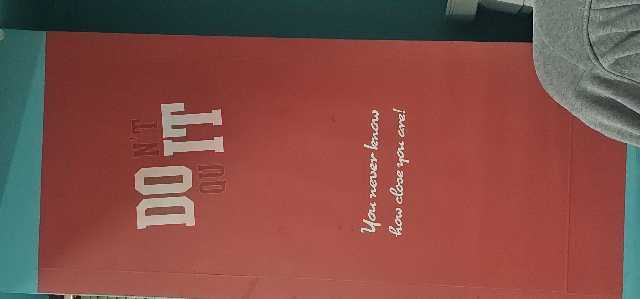 DON'T
QUIT
You never know
how close you are!